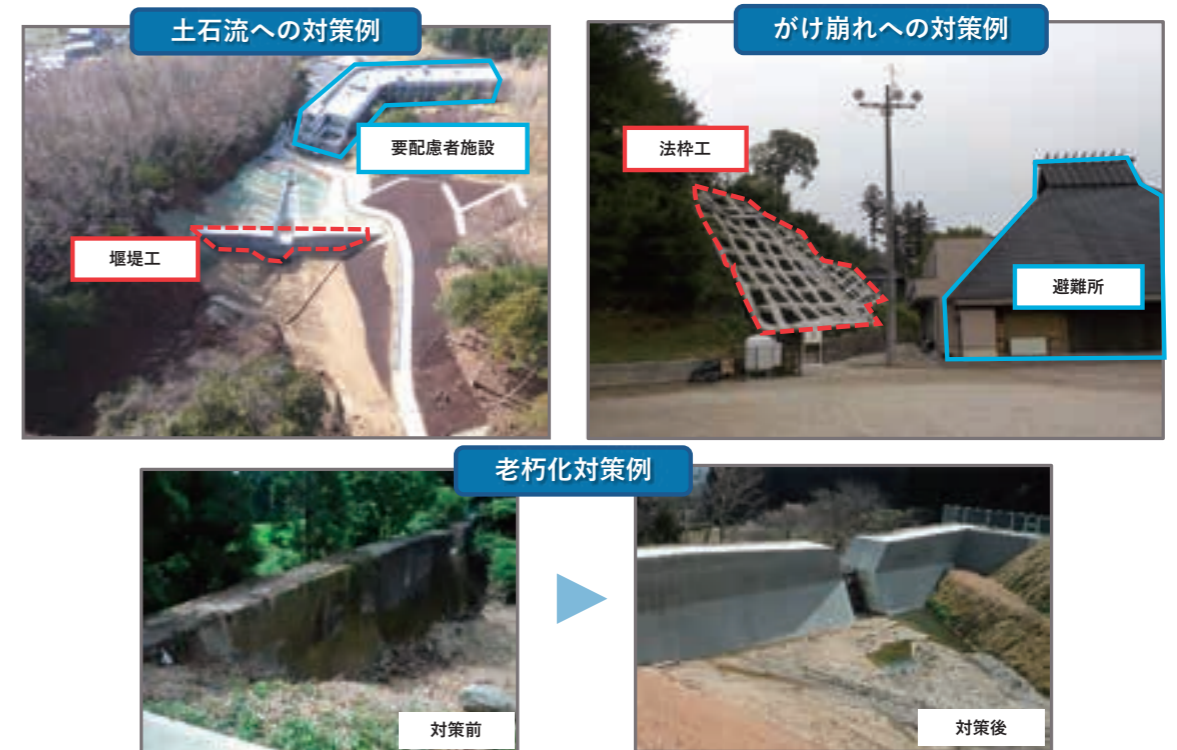 土石流への対策例
がけ崩れへの対策例
要配慮者施設
堰堤工
法枠工
避難所
老朽化対策例
対策前
対策後